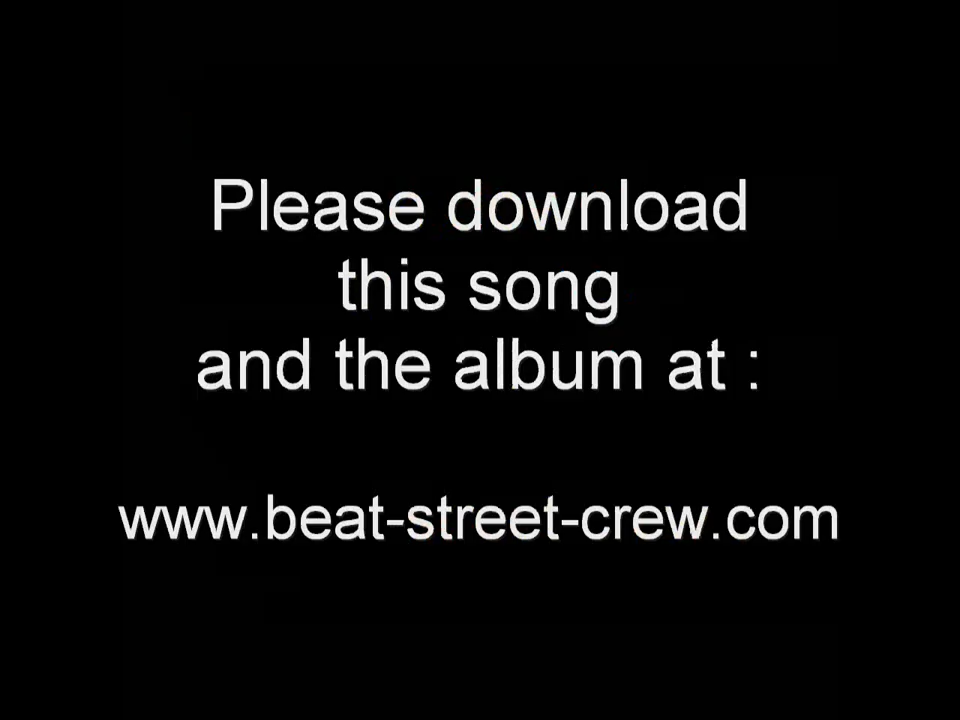 Please download
this song
and the album at :
www.beat-street-crew.com